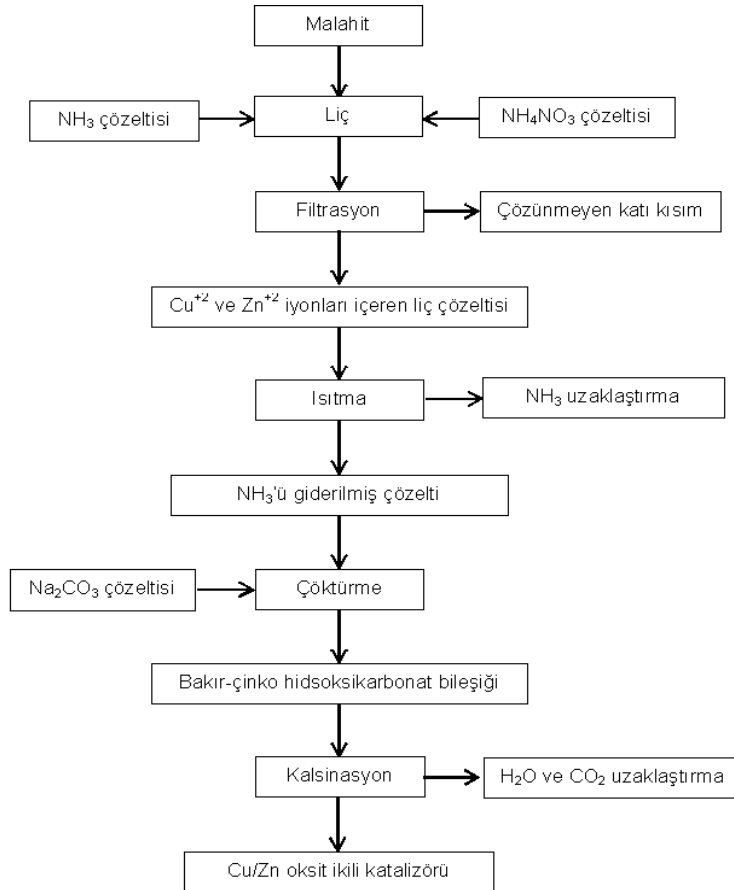 Malahit
NH₃ çözeltisi
Liç
NH₄NO₃ çözeltisi
Filtrasyon
Çözünmeyen katı kısım
Cu⁺² ve Zn⁺² iyonları içeren liç çözeltisi
Isıtma
NH₃ uzaklaştırma
NH₃'ü giderilmiş çözelti
Na₂CO₃ çözeltisi
Çöktürme
Bakır-çinko hidsoksikarbonat bileşiği
Kalsinasyon
H₂O ve CO₂ uzaklaştırma
Cu/Zn oksit ikili katalizörü